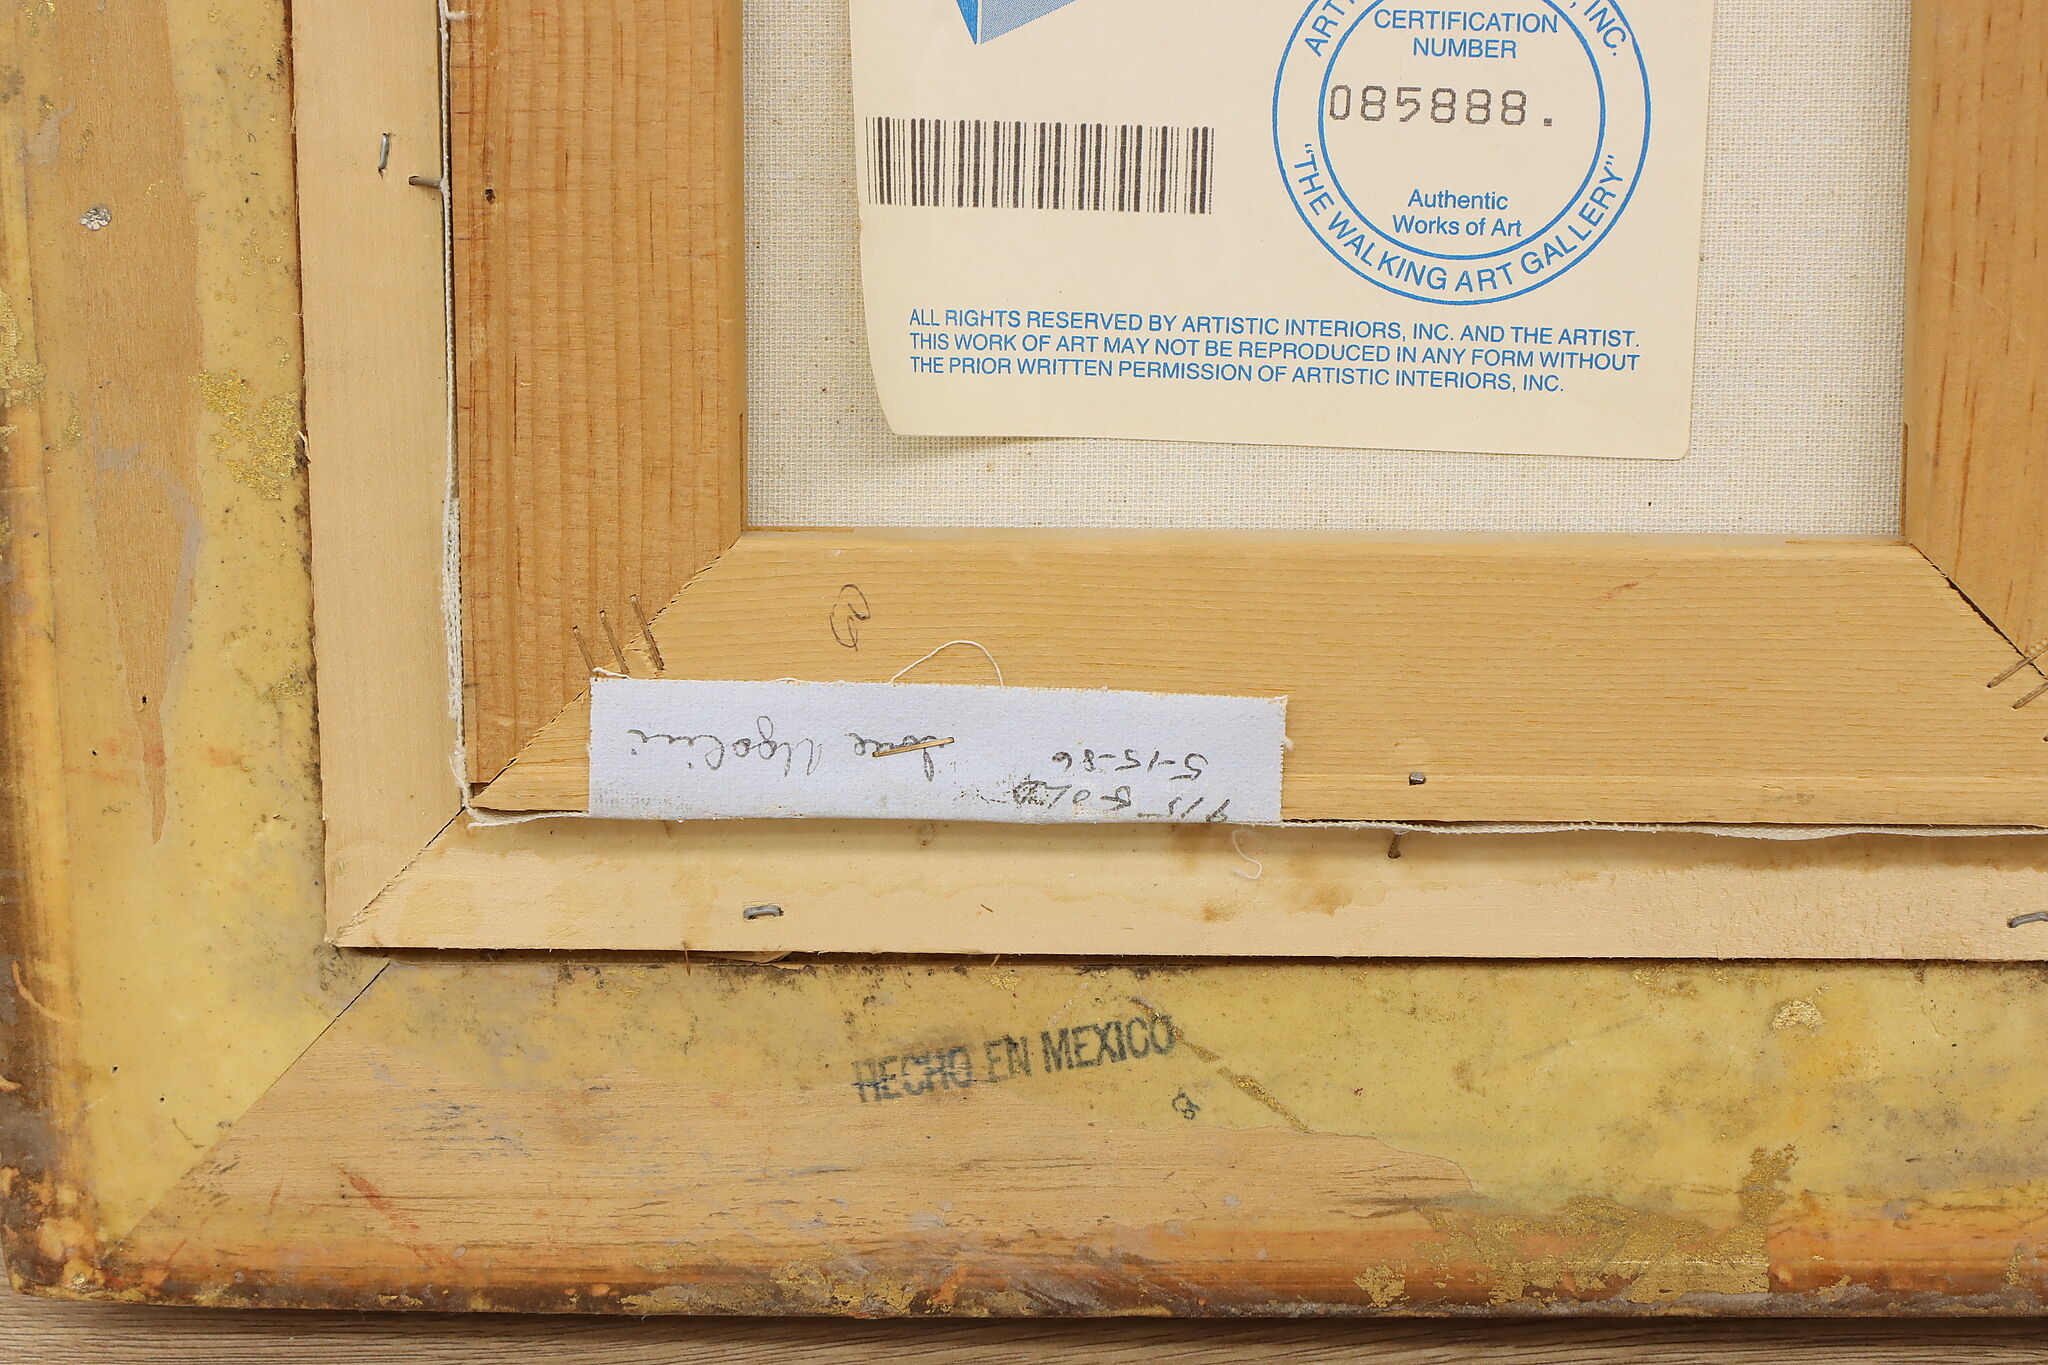 INC.
CERTIFICATION
NUMBER
085888.
Authentic
Works of Art
"THE WALKING ART GALLERY"
ALL RIGHTS RESERVED BY ARTISTIC INTERIORS, INC. AND THE ARTIST.
THIS WORK OF ART MAY NOT BE REPRODUCED IN ANY FORM WITHOUT
THE PRIOR WRITTEN PERMISSION OF ARTISTIC INTERIORS, INC.
5-15-86
Ugolini
HECHO EN MEXICO